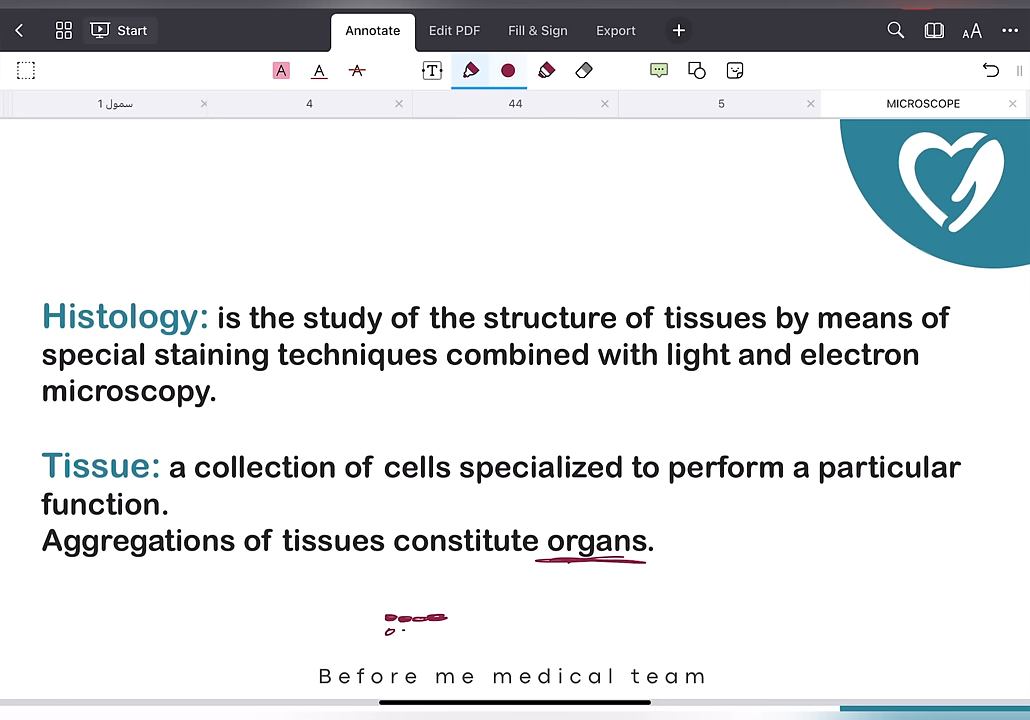 Start
Annotate
Edit PDF
Fill & Sign
Export
سمول 1
4
44
5
MICROSCOPE
Histology: is the study of the structure of tissues by means of
special staining techniques combined with light and electron
microscopy.
Tissue: a collection of cells specialized to perform a particular
function.
Aggregations of tissues constitute organs.
Before me medical team